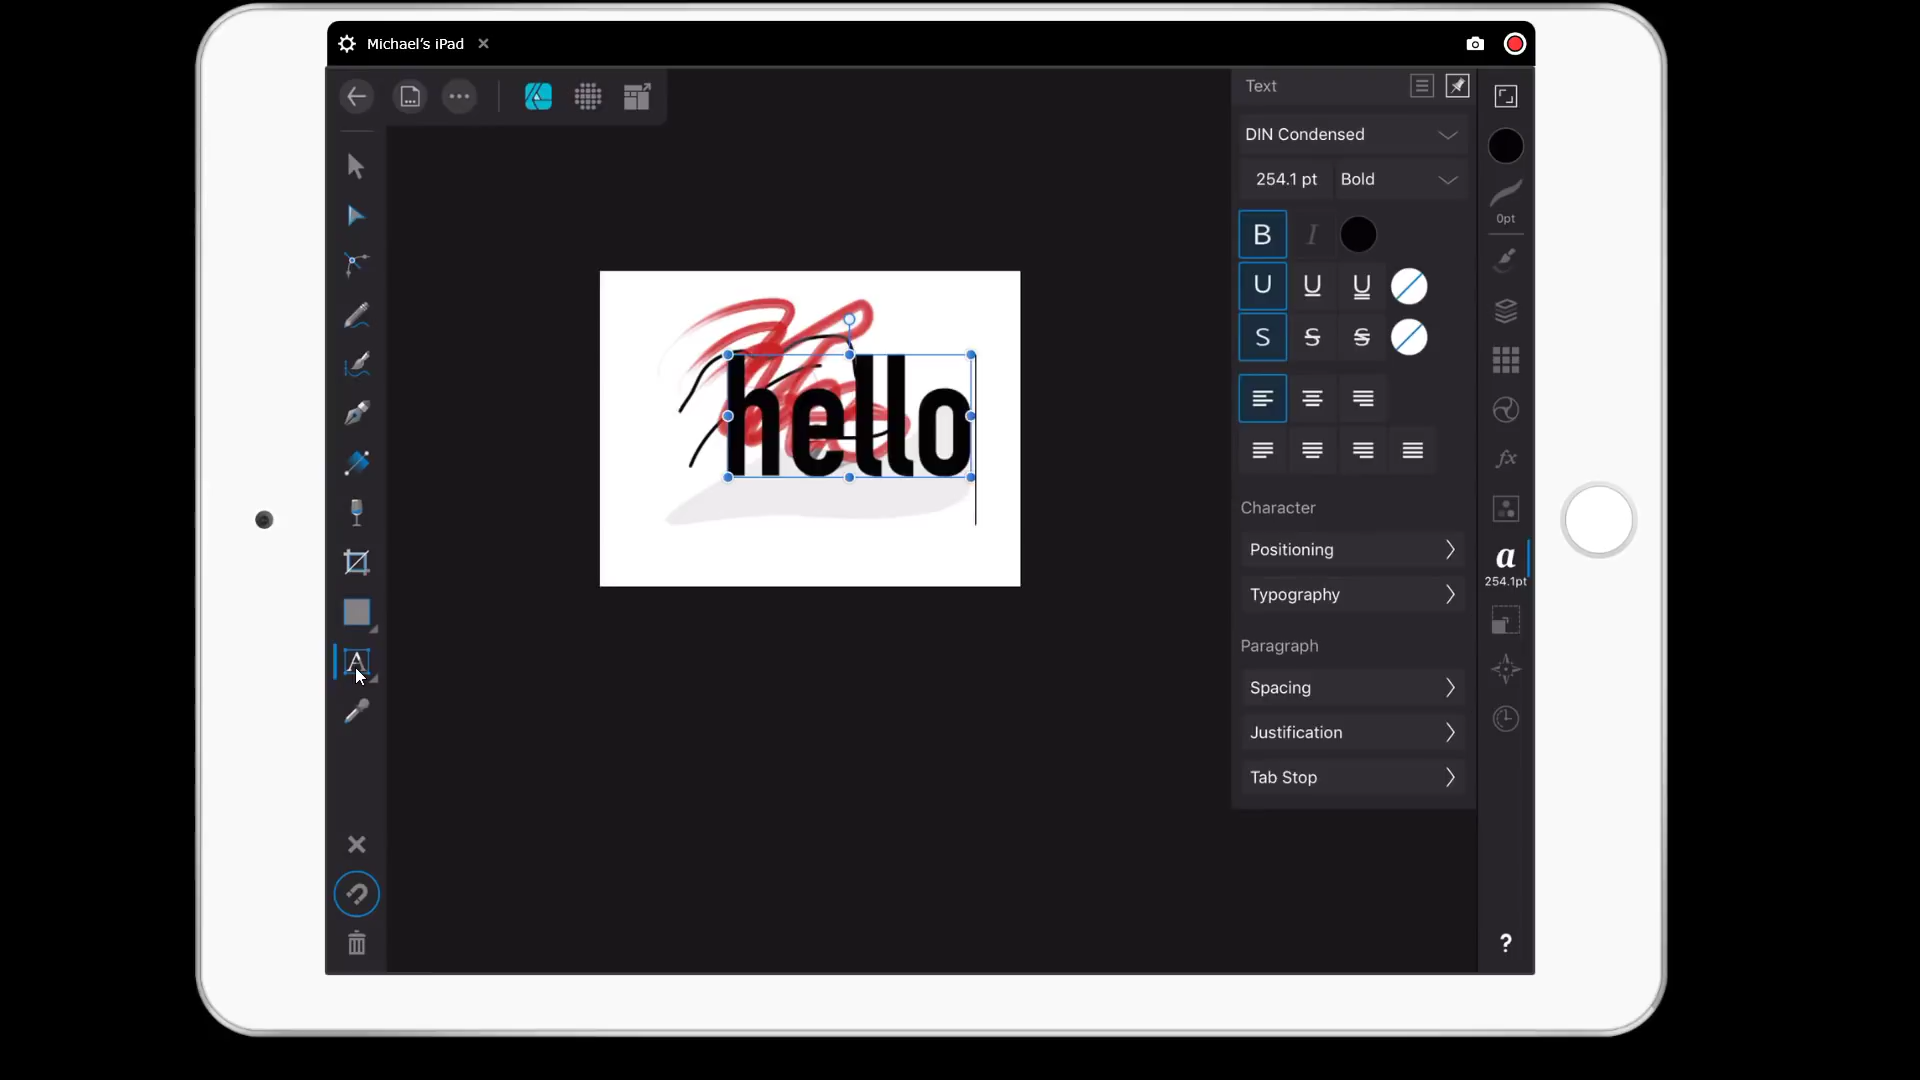 Michael's iPad
Text
DIN Condensed
254.1 pt Bold
B I
U U U
S S S
0pt
hello
Character
Positioning
Typography
fx
a
254.1pt
Paragraph
Spacing
Justification
Tab Stop
A
?